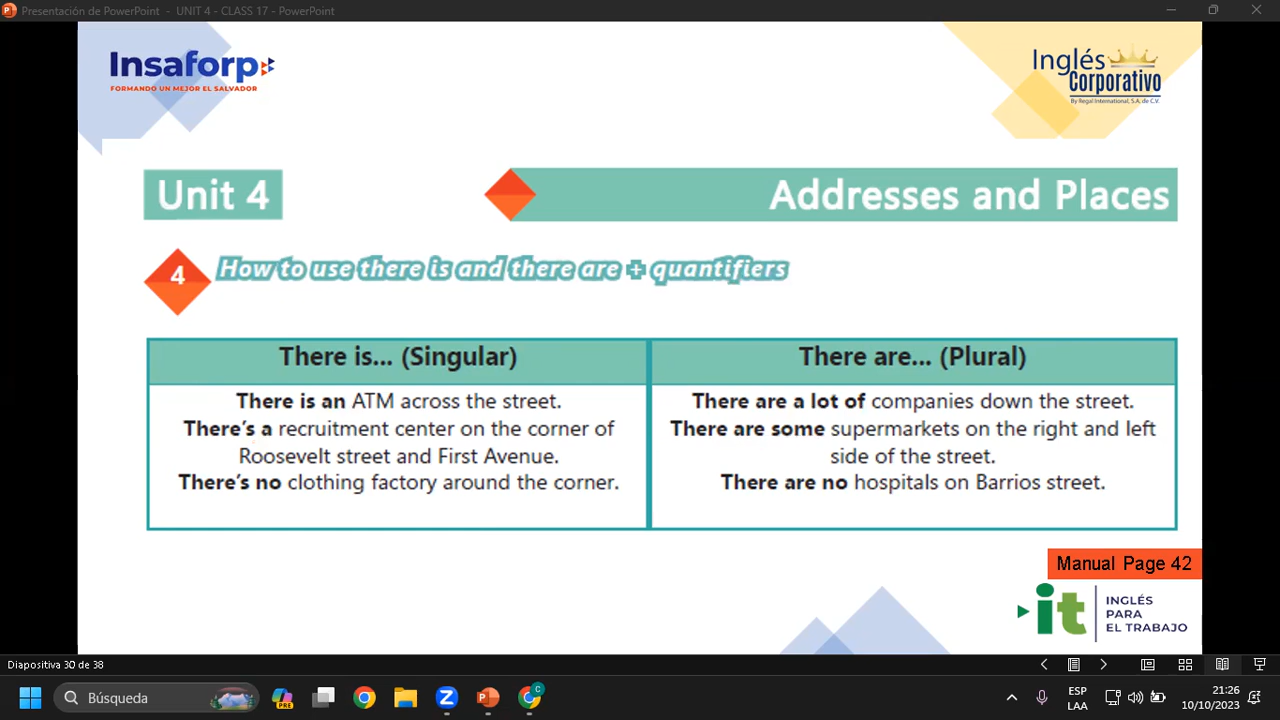 Presentación de PowerPoint - UNIT 4 - CLASS 17 - PowerPoint
Insaforp
FORMANDO UN MEJOR EL SALVADOR
Inglés
Corporativo
By Regal International, S.A. de C.V.
Unit 4
Addresses and Places
4
How to use there is and there are + quantifiers
There is... (Singular)
There are... (Plural)
There is an ATM across the street.
There's a recruitment center on the corner of
Roosevelt street and First Avenue.
There's no clothing factory around the corner.
There are a lot of companies down the street.
There are some supermarkets on the right and left
side of the street.
There are no hospitals on Barrios street.
Manual Page 42
it
INGLÉS
PARA
EL TRABAJO
Diapositiva 30 de 38
Búsqueda
PRE
C
ESP
LAA
21:26
10/10/2023